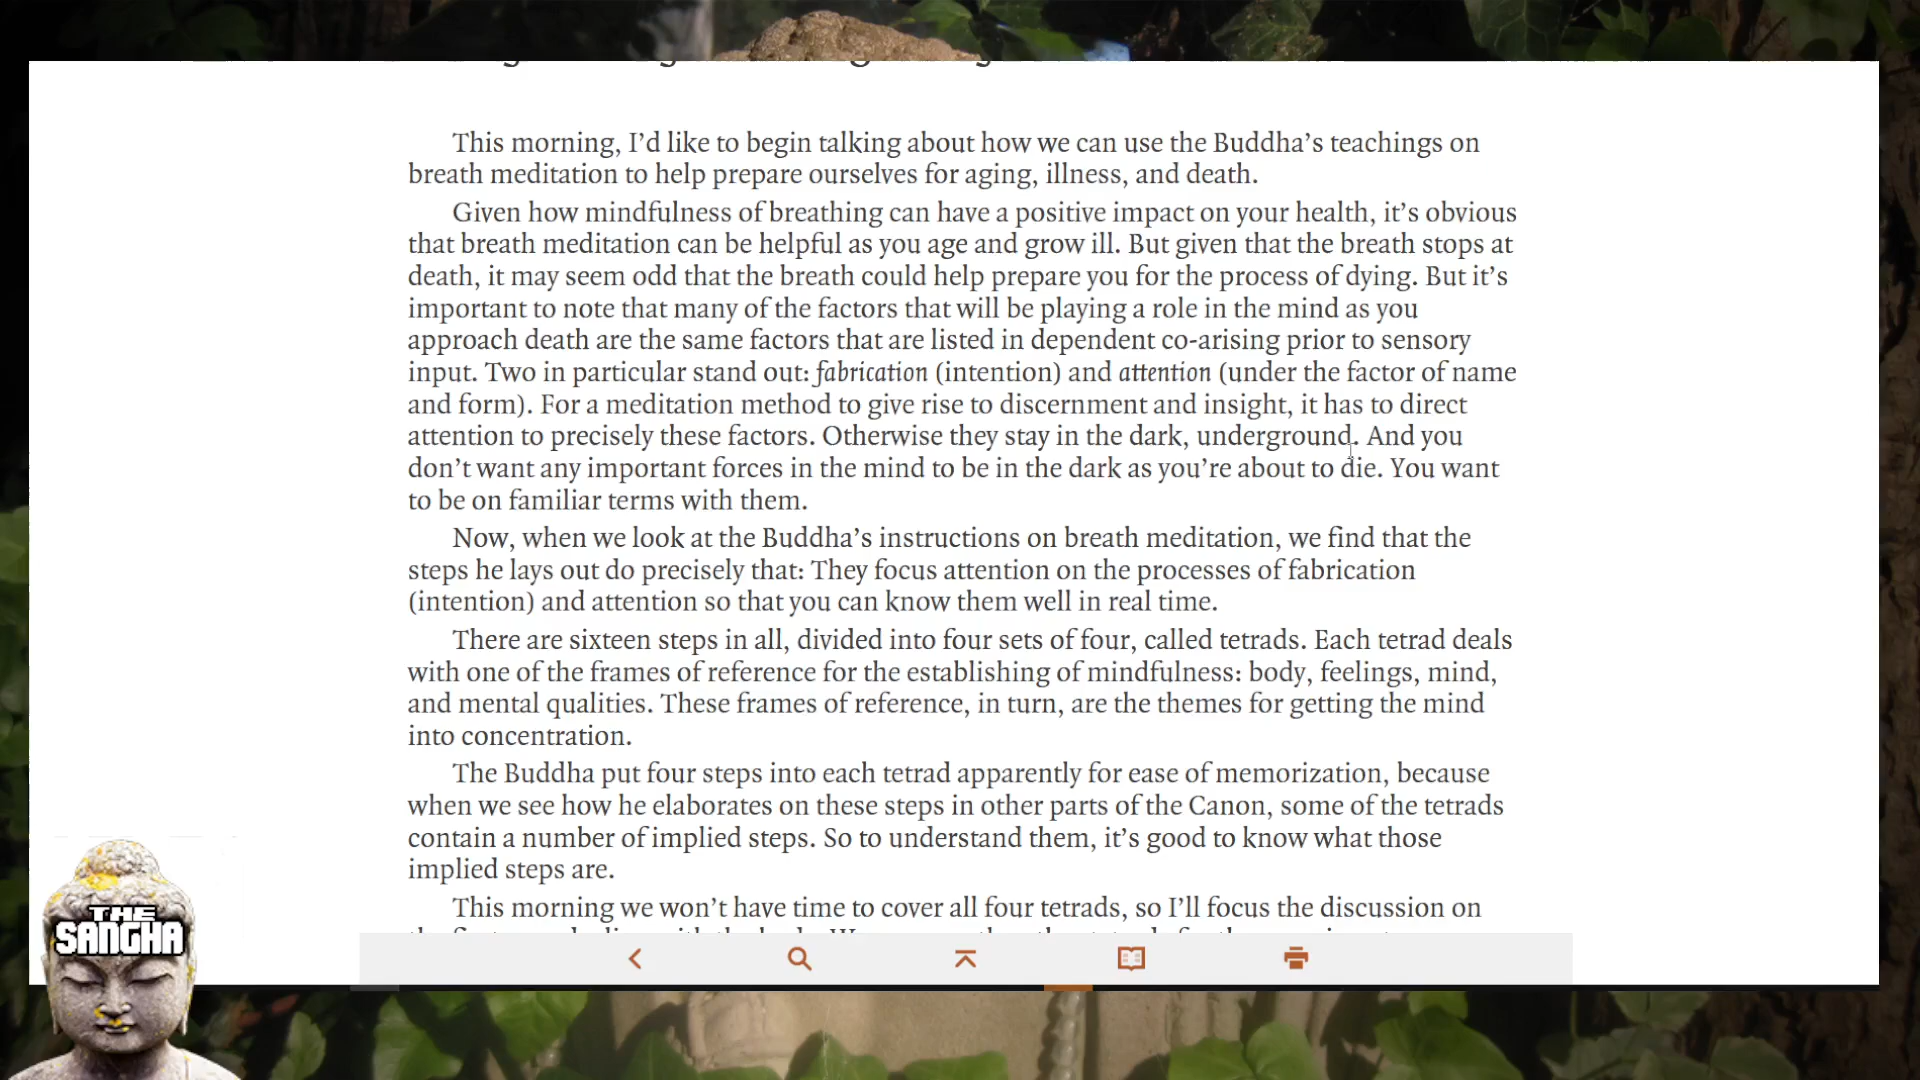 This morning, I’d like to begin talking about how we can use the Buddha’s teachings on
breath meditation to help prepare ourselves for aging, illness, and death.
Given how mindfulness of breathing can have a positive impact on your health, it’s obvious
that breath meditation can be helpful as you age and grow ill. But given that the breath stops at
death, it may seem odd that the breath could help prepare you for the process of dying. But it’s
important to note that many of the factors that will be playing a role in the mind as you
approach death are the same factors that are listed in dependent co-arising prior to sensory
input. Two in particular stand out: fabrication (intention) and attention (under the factor of name
and form). For a meditation method to give rise to discernment and insight, it has to direct
attention to precisely these factors. Otherwise they stay in the dark, underground. And you
don’t want any important forces in the mind to be in the dark as you’re about to die. You want
to be on familiar terms with them.
Now, when we look at the Buddha’s instructions on breath meditation, we find that the
steps he lays out do precisely that: They focus attention on the processes of fabrication
(intention) and attention so that you can know them well in real time.
There are sixteen steps in all, divided into four sets of four, called tetrads. Each tetrad deals
with one of the frames of reference for the establishing of mindfulness: body, feelings, mind,
and mental qualities. These frames of reference, in turn, are the themes for getting the mind
into concentration.
The Buddha put four steps into each tetrad apparently for ease of memorization, because
when we see how he elaborates on these steps in other parts of the Canon, some of the tetrads
contain a number of implied steps. So to understand them, it’s good to know what those
implied steps are.
This morning we won’t have time to cover all four tetrads, so I’ll focus the discussion on
THE
SANGHA